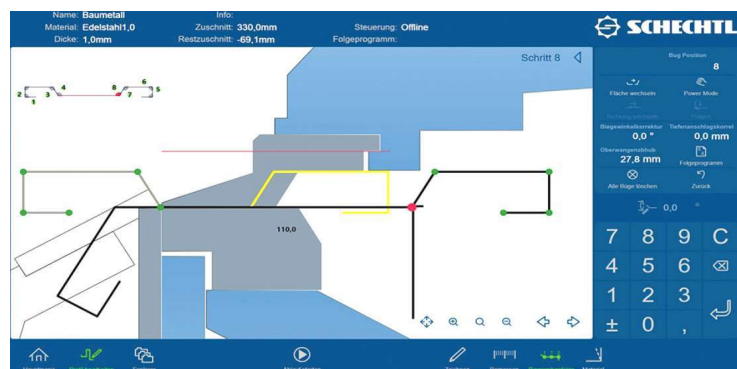 Name: Baumetall
Info:
Material: Edelstahl1,0
Zuschnitt: 330,0mm
Steuerung: Offline
Dicke: 1,0mm
Restzuschnitt: -69,1mm
Folgeprogramm:
SCHECHTL
Schritt 8
Bug Position
8
6
4
8
2
5
3
7
1
Fläche wechseln
Power Mode
Biegewinkelkorrektur
Tiefenanschlagskorrel
0,0 °
0,0 mm
Oberwangenabhub
27,8 mm
Folgeprogramm
Alle Büge löschen
Zurück
0,0 °
110,0
7 8 9 C
4 5 6
1 2 3
± 0 ,